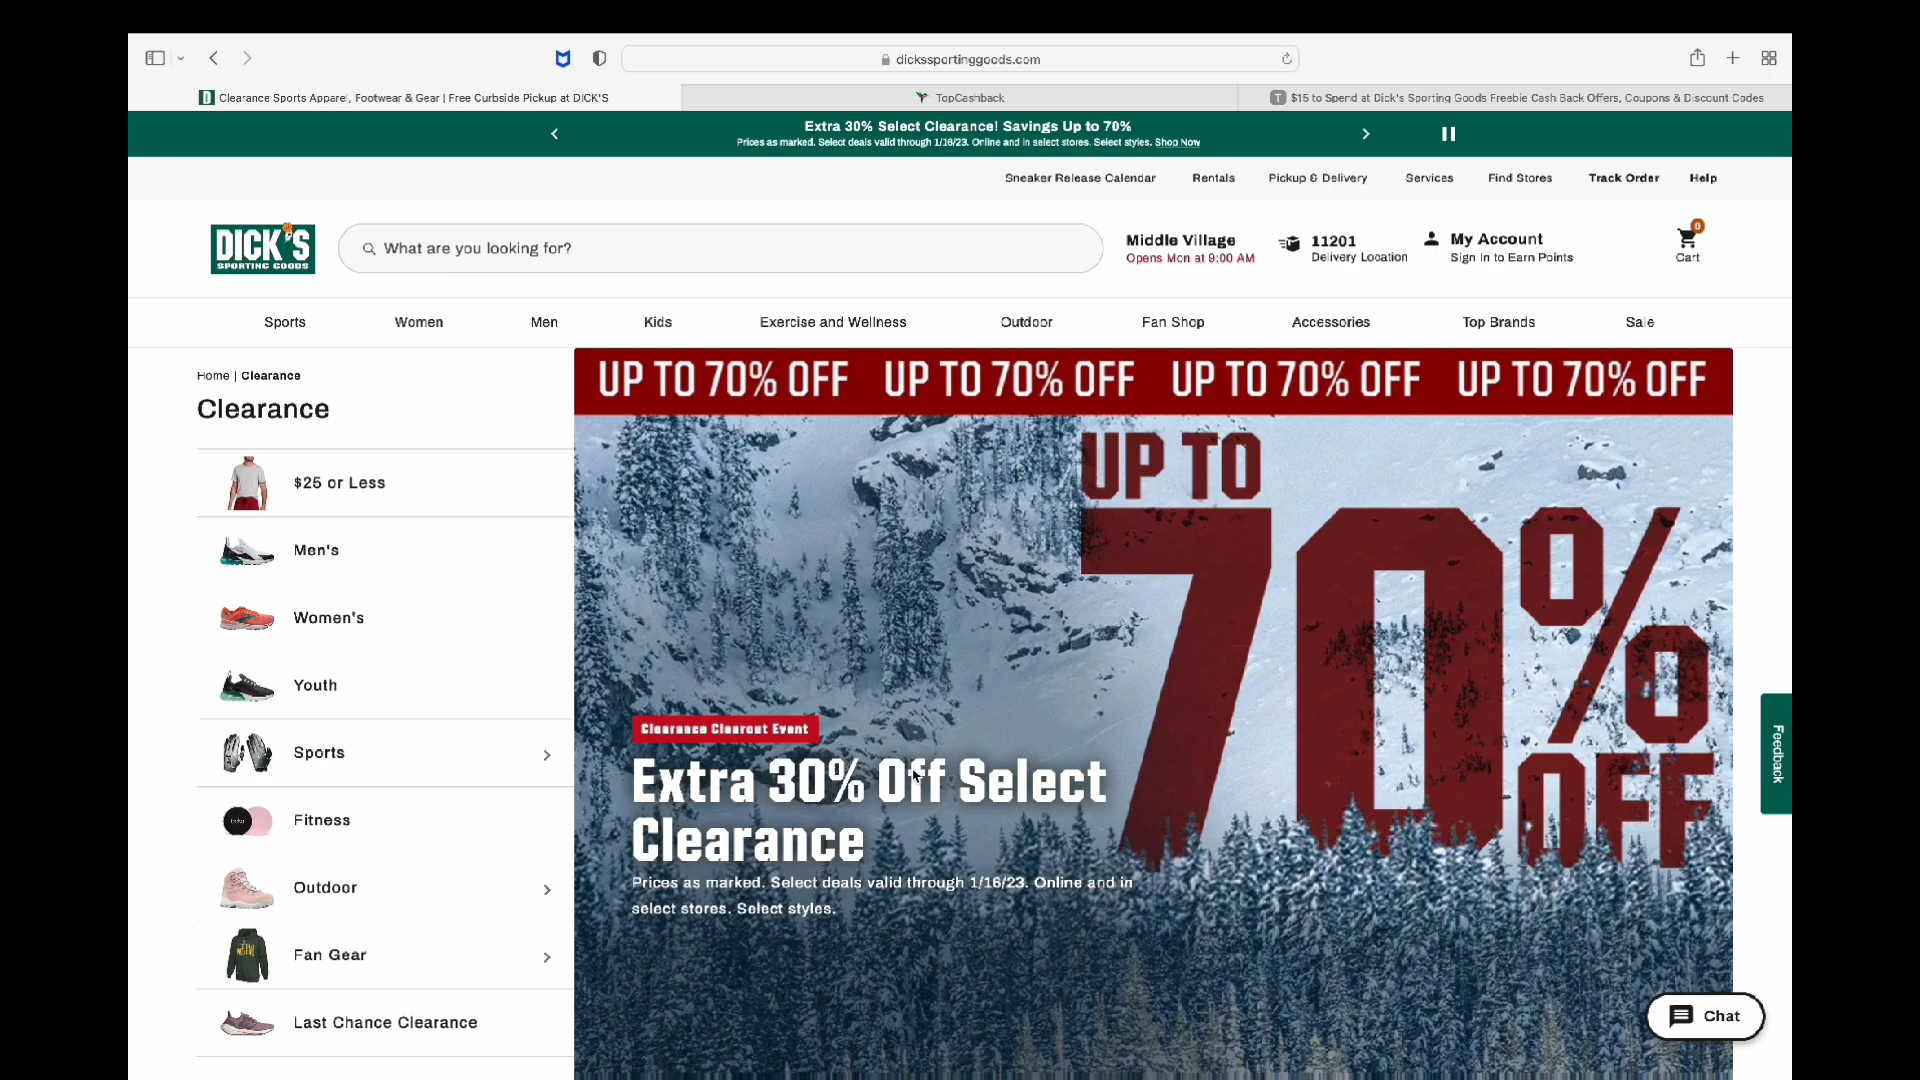 dickssportinggoods.com
Clearance Sports Apparel, Footwear & Gear | Free Curbside Pickup at DICK'S
TopCashback
T $15 to Spend at Dick's Sporting Goods Freebie Cash Back Offers, Coupons & Discount Codes
Extra 30% Select Clearance! Savings Up to 70%
Prices as marked. Select deals valid through 1/16/23. Online and in select stores. Select styles. Shop Now
Sneaker Release Calendar Rentals Pickup & Delivery Services Find Stores Track Order Help
DICK'S
SPORTING GOODS
What are you looking for?
Middle Village
Opens Mon at 9:00 AM
11201
Delivery Location
My Account
Sign In to Earn Points
0
Cart
Sports Women Men Kids Exercise and Wellness Outdoor Fan Shop Accessories Top Brands Sale
Home | Clearance
Clearance
$25 or Less
Men's
Women's
Youth
Sports
Fitness
Outdoor
Fan Gear
Last Chance Clearance
UP TO 70% OFF UP TO 70% OFF UP TO 70% OFF UP TO 70% OFF
UP TO
70%
OFF
Clearance Clearout Event
Extra 30% Off Select
Clearance
Prices as marked. Select deals valid through 1/16/23. Online and in
select stores. Select styles.
Feedback
Chat